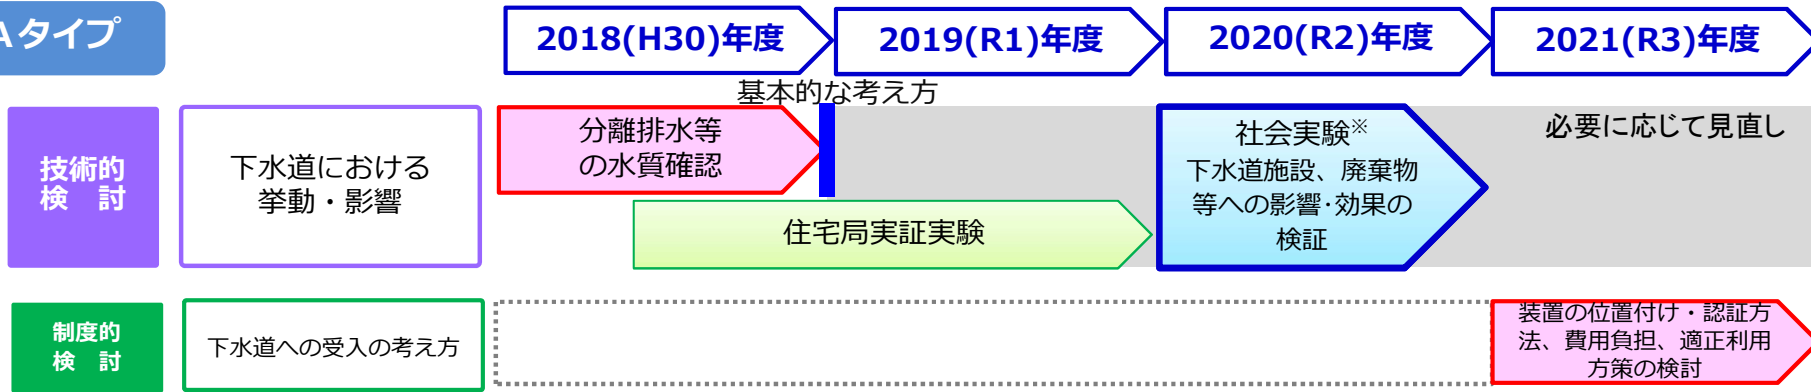 Aタイプ
2018(H30)年度
2019(R1)年度
2020(R2)年度
2021(R3)年度
基本的な考え方
技術的
検　討
下水道における
挙動・影響
分離排水等
の水質確認
住宅局実証実験
社会実験※
下水道施設、廃棄物
等への影響･効果の
検証
必要に応じて見直し
制度的
検　討
下水道への受入の考え方
装置の位置付け・認証方
法、費用負担、適正利用
方策の検討